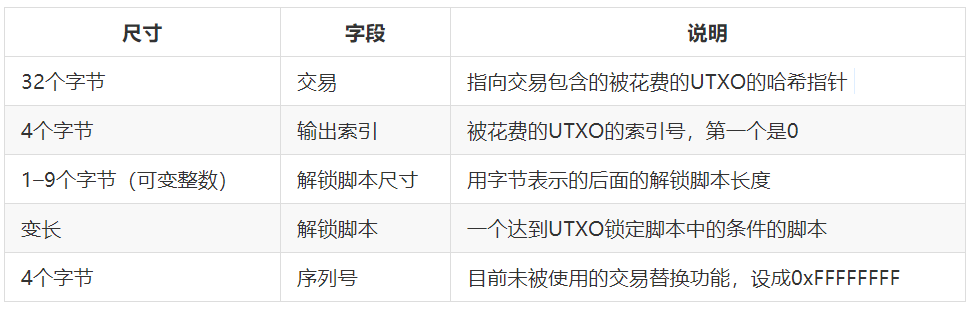 尺寸 字段 说明
32个字节 交易 指向交易包含的被花费的UTXO的哈希指针
4个字节 输出索引 被花费的UTXO的索引号，第一个是0
1–9个字节（可变整数） 解锁脚本尺寸 用字节表示的后面的解锁脚本长度
变长 解锁脚本 一个达到UTXO锁定脚本中的条件的脚本
4个字节 序列号 目前未被使用的交易替换功能，设成0xFFFFFFFF